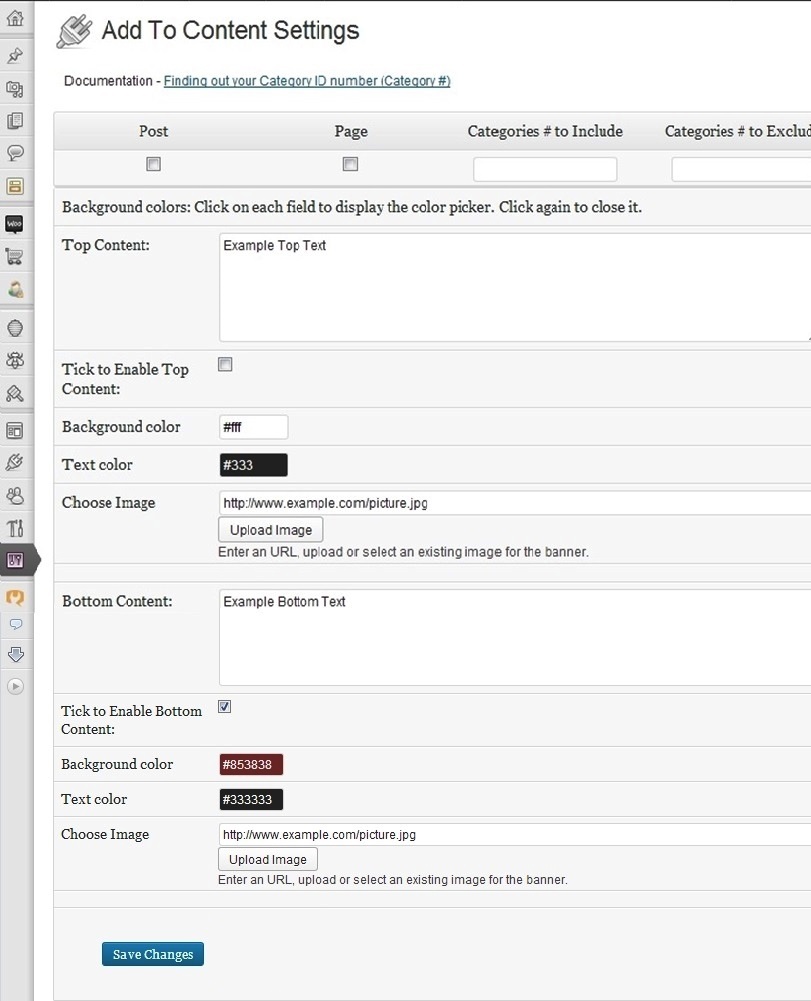 Add To Content Settings
Documentation - Finding out your Category ID number (Category #)
Post Page Categories # to Include Categories # to Exclud
Background colors: Click on each field to display the color picker. Click again to close it.
Top Content: Example Top Text
Tick to Enable Top
Content:
Background color #fff
Text color #333
Choose Image http://www.example.com/picture.jpg
Upload Image
Enter an URL, upload or select an existing image for the banner.
Bottom Content: Example Bottom Text
Tick to Enable Bottom
Content:
Background color #853838
Text color #333333
Choose Image http://www.example.com/picture.jpg
Upload Image
Enter an URL, upload or select an existing image for the banner.
Save Changes